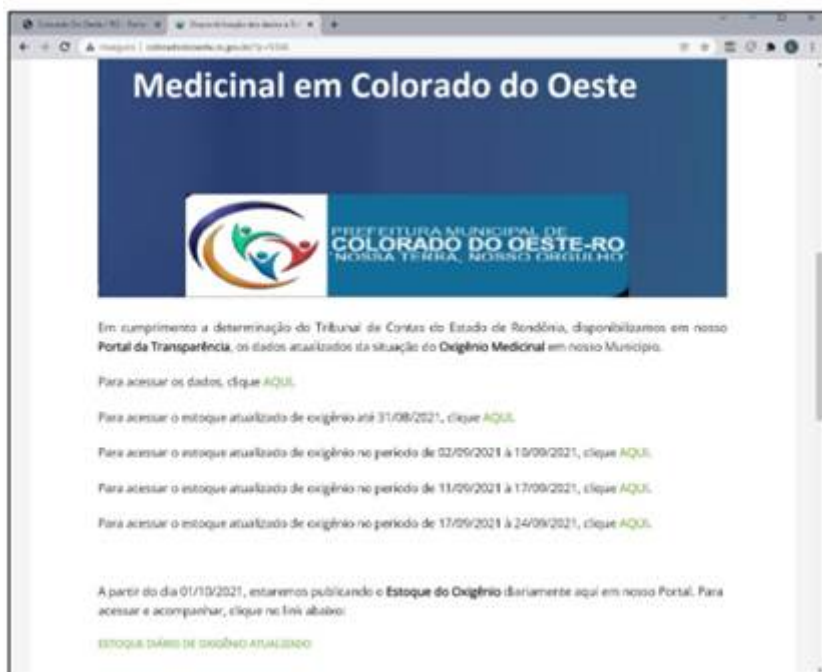 Medicinal em Colorado do Oeste
PREFEITURA MUNICIPAL DE
COLORADO DO OESTE-RO
"NOSSA TERRA, NOSSO ORGULHO"
Em cumprimento a determinação do Tribunal de Contas do Estado de Rondônia, disponibilizamos em nosso
Portal da Transparência, os dados atualizados da situação do Oxigênio Medicinal em nosso Município.
Para acessar os dados, clique AQUI.
Para acessar o estoque atualizado de oxigênio até 31/08/2021, clique AQUI.
Para acessar o estoque atualizado de oxigênio no período de 02/09/2021 à 10/09/2021, clique AQUI.
Para acessar o estoque atualizado de oxigênio no período de 11/09/2021 à 17/09/2021, clique AQUI.
Para acessar o estoque atualizado de oxigênio no período de 17/09/2021 à 24/09/2021, clique AQUI.
A partir do dia 01/10/2021, estaremos publicando o Estoque do Oxigênio diariamente aqui em nosso Portal. Para
acessar e acompanhar, clique no link abaixo:
ESTOQUE DIÁRIO DE OXIGÊNIO ATUALIZADO